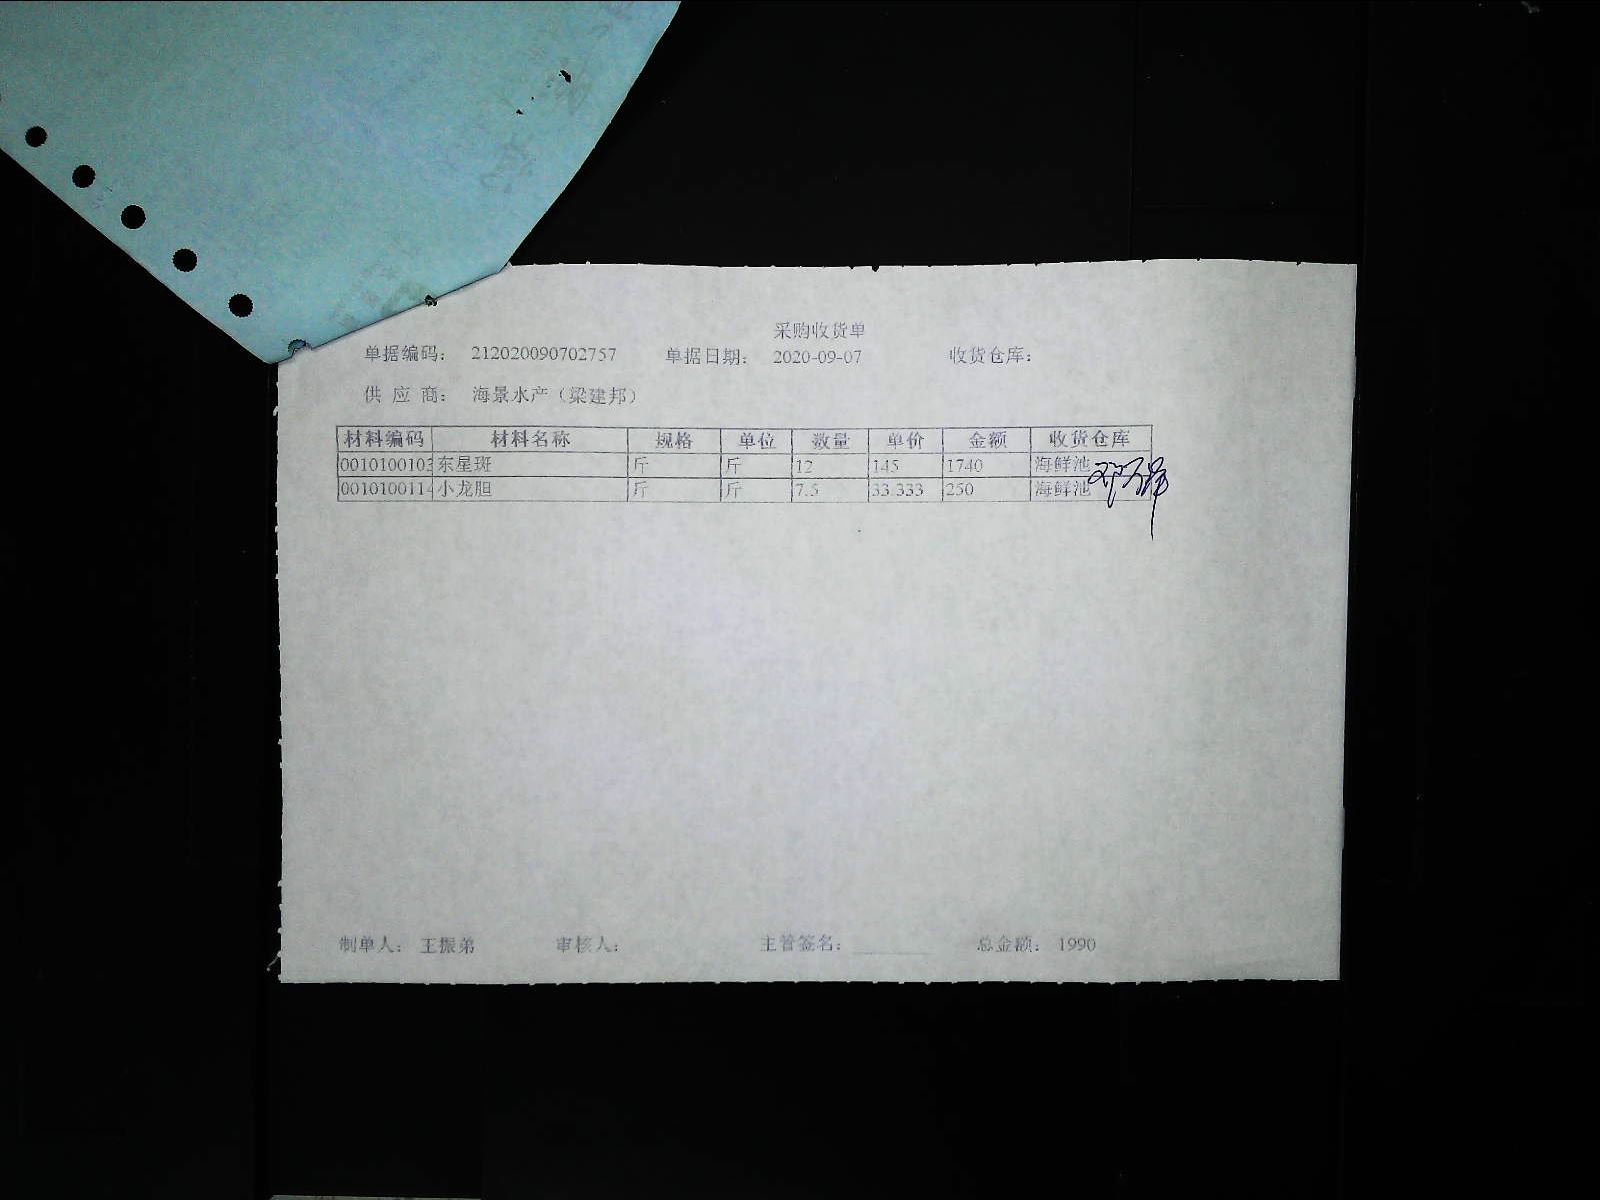 采购收货单
单据编码: 212020090702757 单据日期: 2020-09-07 收货仓库:
供 应 商: 海景水产（梁建邦）
材料编码 材料名称 规格 单位 数量 单价 金额 收货仓库
0010100103 东星斑 斤 斤 12 145 1740 海鲜池
0010100114 小龙胆 斤 斤 7.5 33.333 250 海鲜池
制单人: 王振弟 审核人: 主管签名: 总金额: 1990